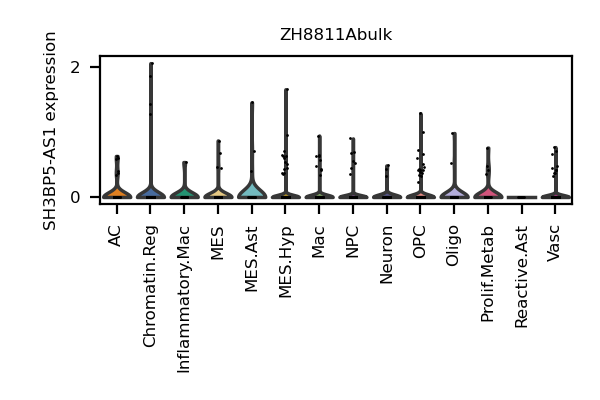 ZH8811Abulk
SH3BP5-AS1 expression
2
0
AC
Chromatin.Reg
Inflammatory.Mac
MES
MES.Ast
MES.Hyp
Mac
NPC
Neuron
OPC
Oligo
Prolif.Metab
Reactive.Ast
Vasc